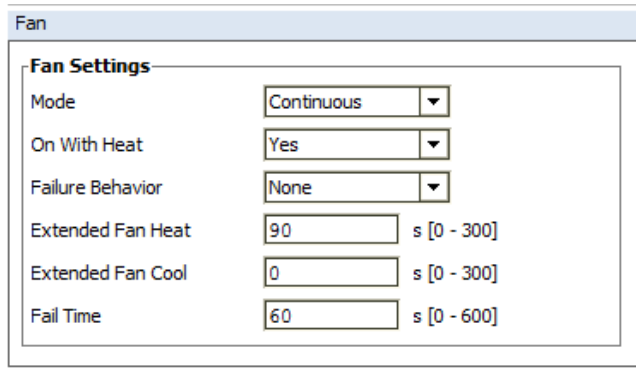 Fan
Fan Settings
Mode Continuous
On With Heat Yes
Failure Behavior None
Extended Fan Heat 90 s [0 - 300]
Extended Fan Cool 0 s [0 - 300]
Fail Time 60 s [0 - 600]